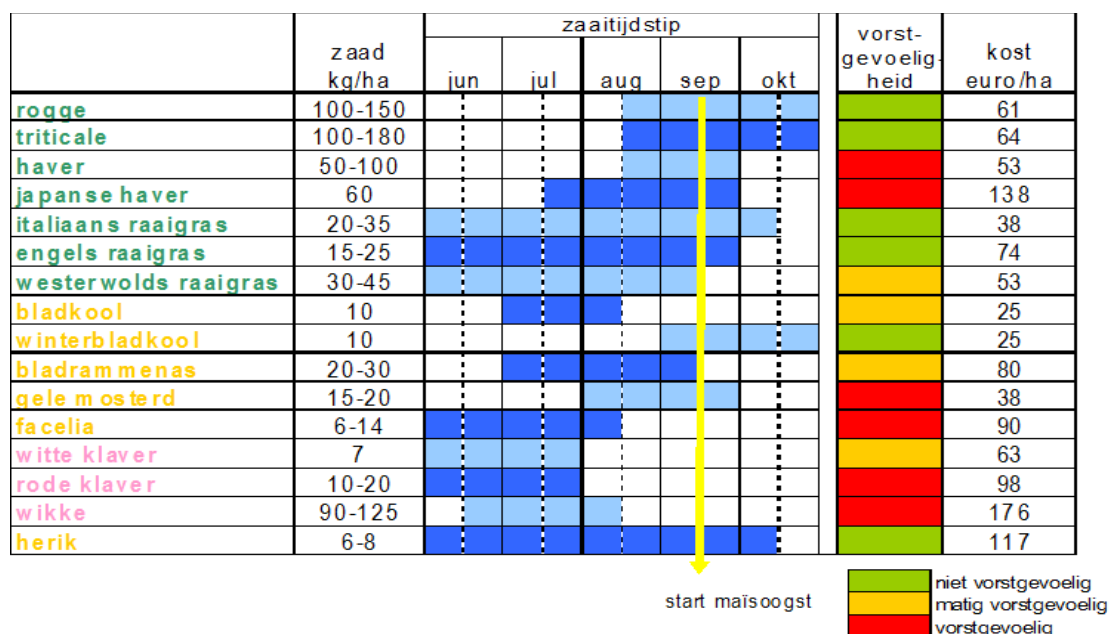 zaaitijdstip
zaad kg/ha jun jul aug sep okt vorst-gevoelig-heid kost euro/ha
rogge 100-150 61
triticale 100-180 64
haver 50-100 53
japanse haver 60 138
italiaans raaigras 20-35 38
engels raaigras 15-25 74
westerwolds raaigras 30-45 53
bladkool 10 25
winterbladkool 10 25
bladrammenas 20-30 80
gele mosterd 15-20 38
facelia 6-14 90
witte klaver 7 63
rode klaver 10-20 98
wikke 90-125 176
herik 6-8 117
start maïsoogst
niet vorstgevoelig
matig vorstgevoelig
vorstgevoelig